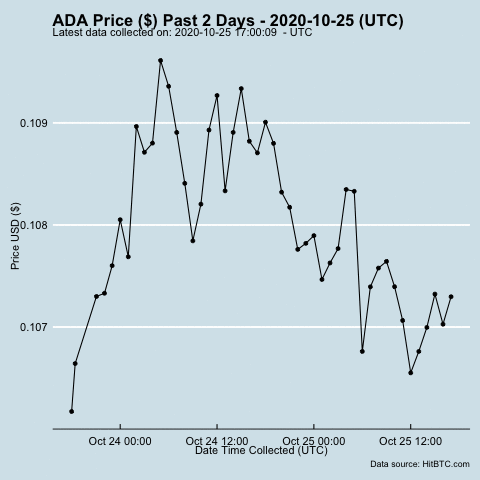 ADA Price ($) Past 2 Days - 2020-10-25 (UTC)
Latest data collected on: 2020-10-25 17:00:09  - UTC
0.109
0.108
0.107
Price USD ($)
Oct 24 00:00 Oct 24 12:00 Oct 25 00:00 Oct 25 12:00
Date Time Collected (UTC)
Data source: HitBTC.com